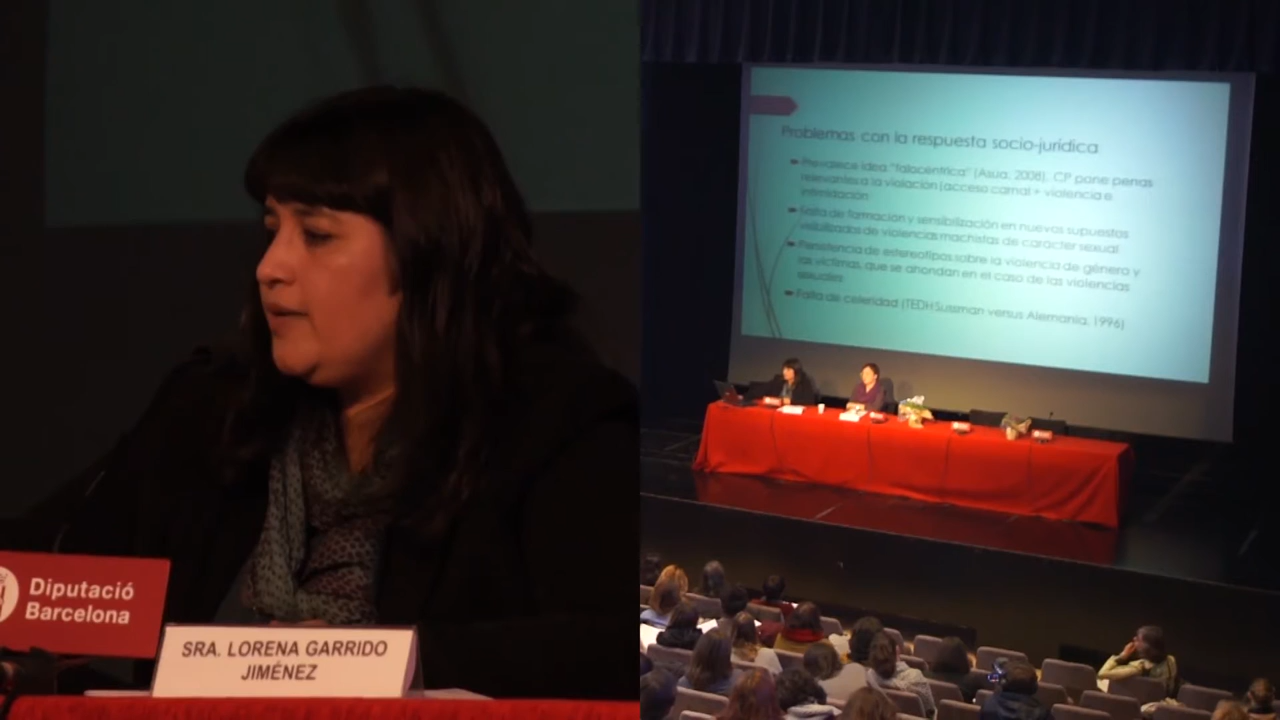 Diputació
Barcelona
SRA. LORENA GARRIDO
JIMÉNEZ
Problemas con la respuesta socio-jurídica
Prevalece idea "falocentrica" (Asúa, 2008). CP pone penas
relevantes a la violación (acceso carnal + violencia e
intimidación
Falta de formación y sensibilización en nuevos supuestos
visibilizados de violencias machistas de carácter sexual.
Persistencia de estereotipos sobre la violencia de género y
las víctimas, que se ahondan en el caso de las violencias
sexuales
Falta de celeridad (TEDH Sussman versus Alemania, 1996)